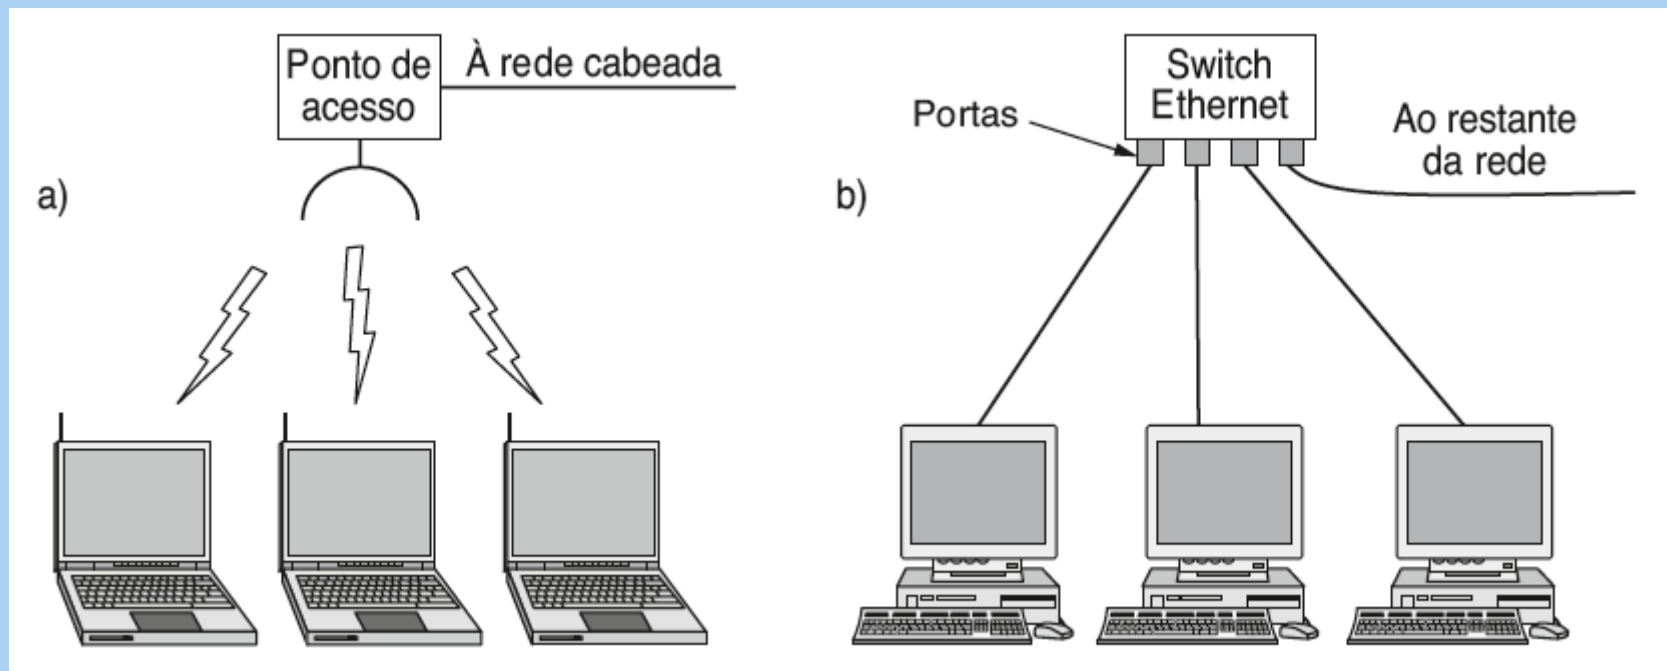 a)
Ponto de
acesso
À rede cabeada
b)
Switch
Ethernet
Portas
Ao restante
da rede